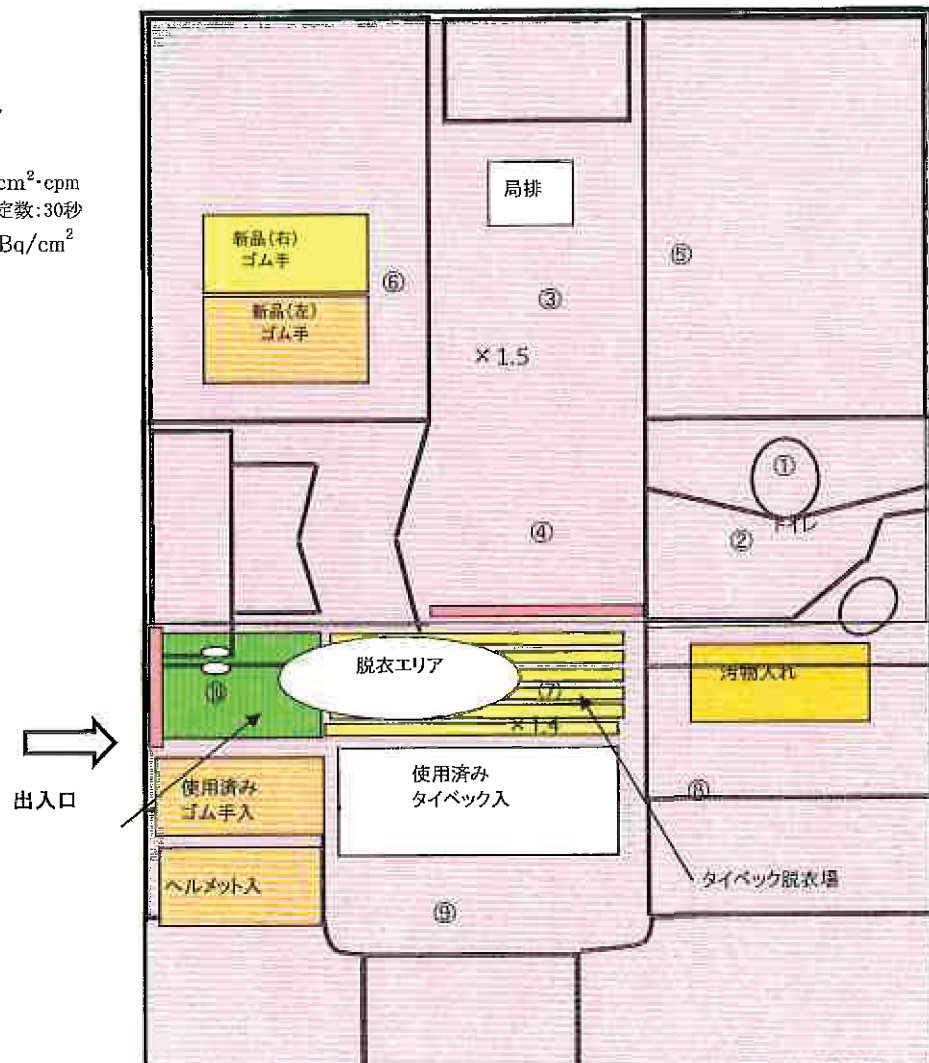 cm²・cpm
定数:30秒
Bq/cm²
局排
新品(右)
ゴム手
新品(左)
ゴム手
⑥
③
⑤
×1.5
①
トイレ
②
④
脱衣エリア
⑦
⑩
×1.4
汚物入れ
出入口
使用済み
ゴム手入
使用済み
タイベック入
⑧
ヘルメット入
タイベック脱衣場
⑨